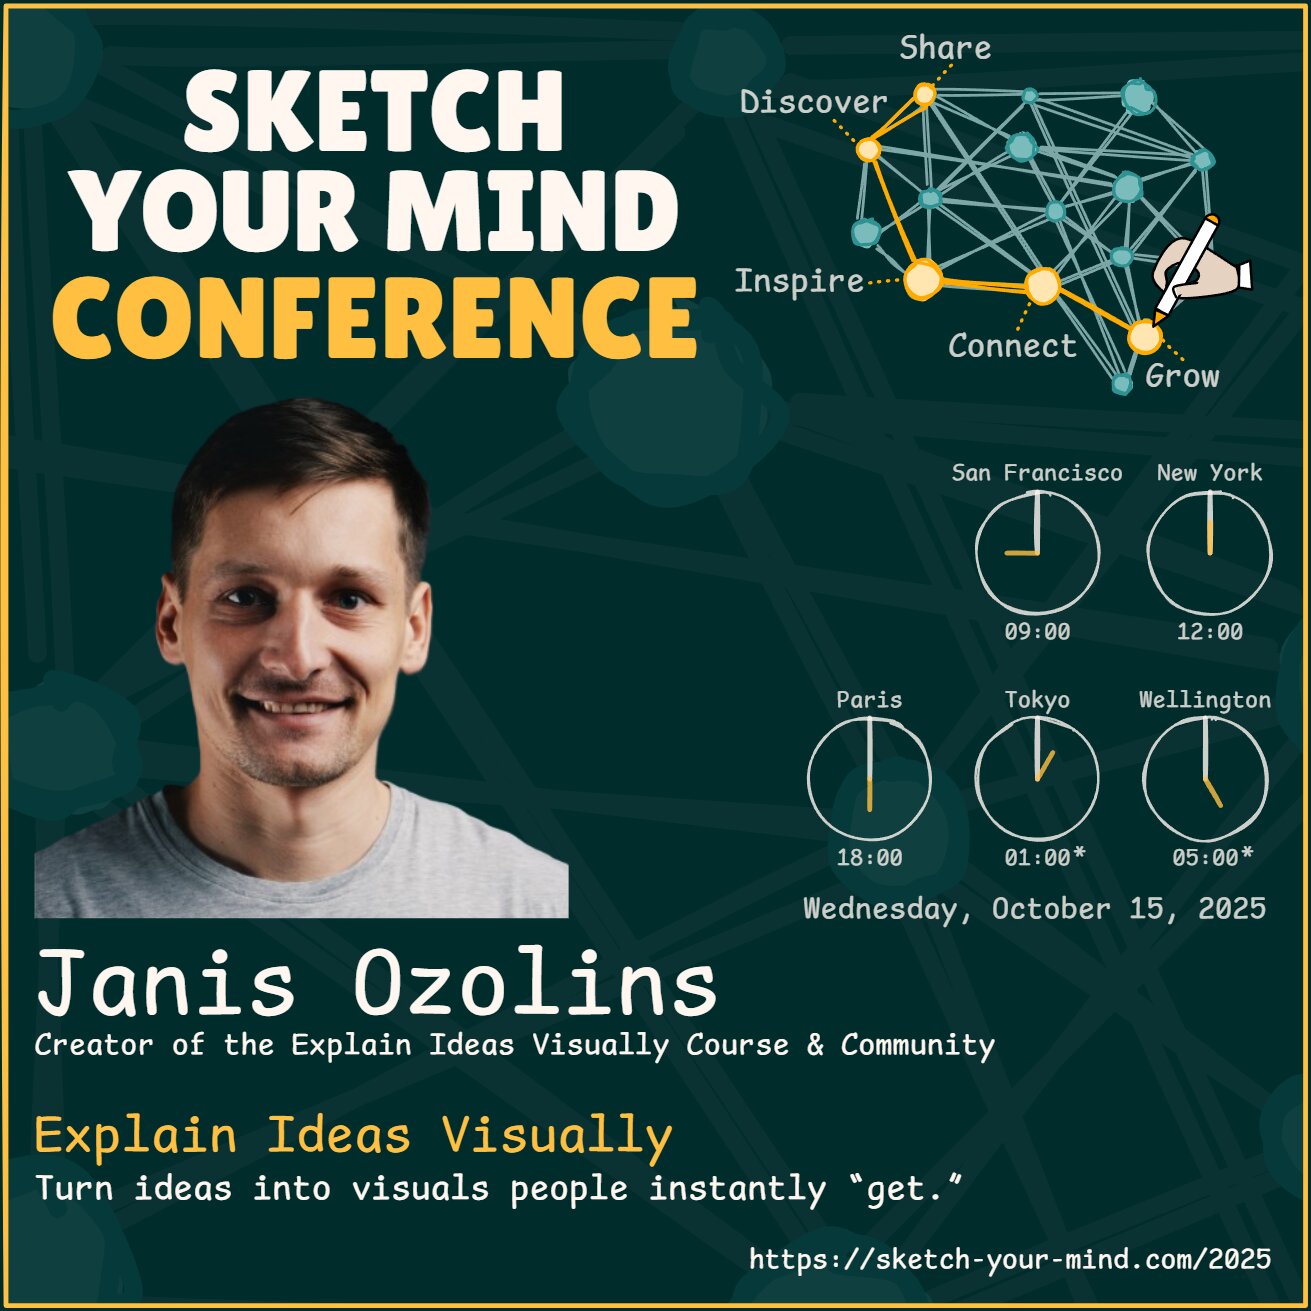 SKETCH
YOUR MIND
CONFERENCE
Share
Discover
Inspire
Connect
Grow
San Francisco
New York
09:00
12:00
Paris
Tokyo
Wellington
18:00
01:00*
05:00*
Wednesday, October 15, 2025
Janis Ozolins
Creator of the Explain Ideas Visually Course & Community
Explain Ideas Visually
Turn ideas into visuals people instantly “get.”
https://sketch-your-mind.com/2025